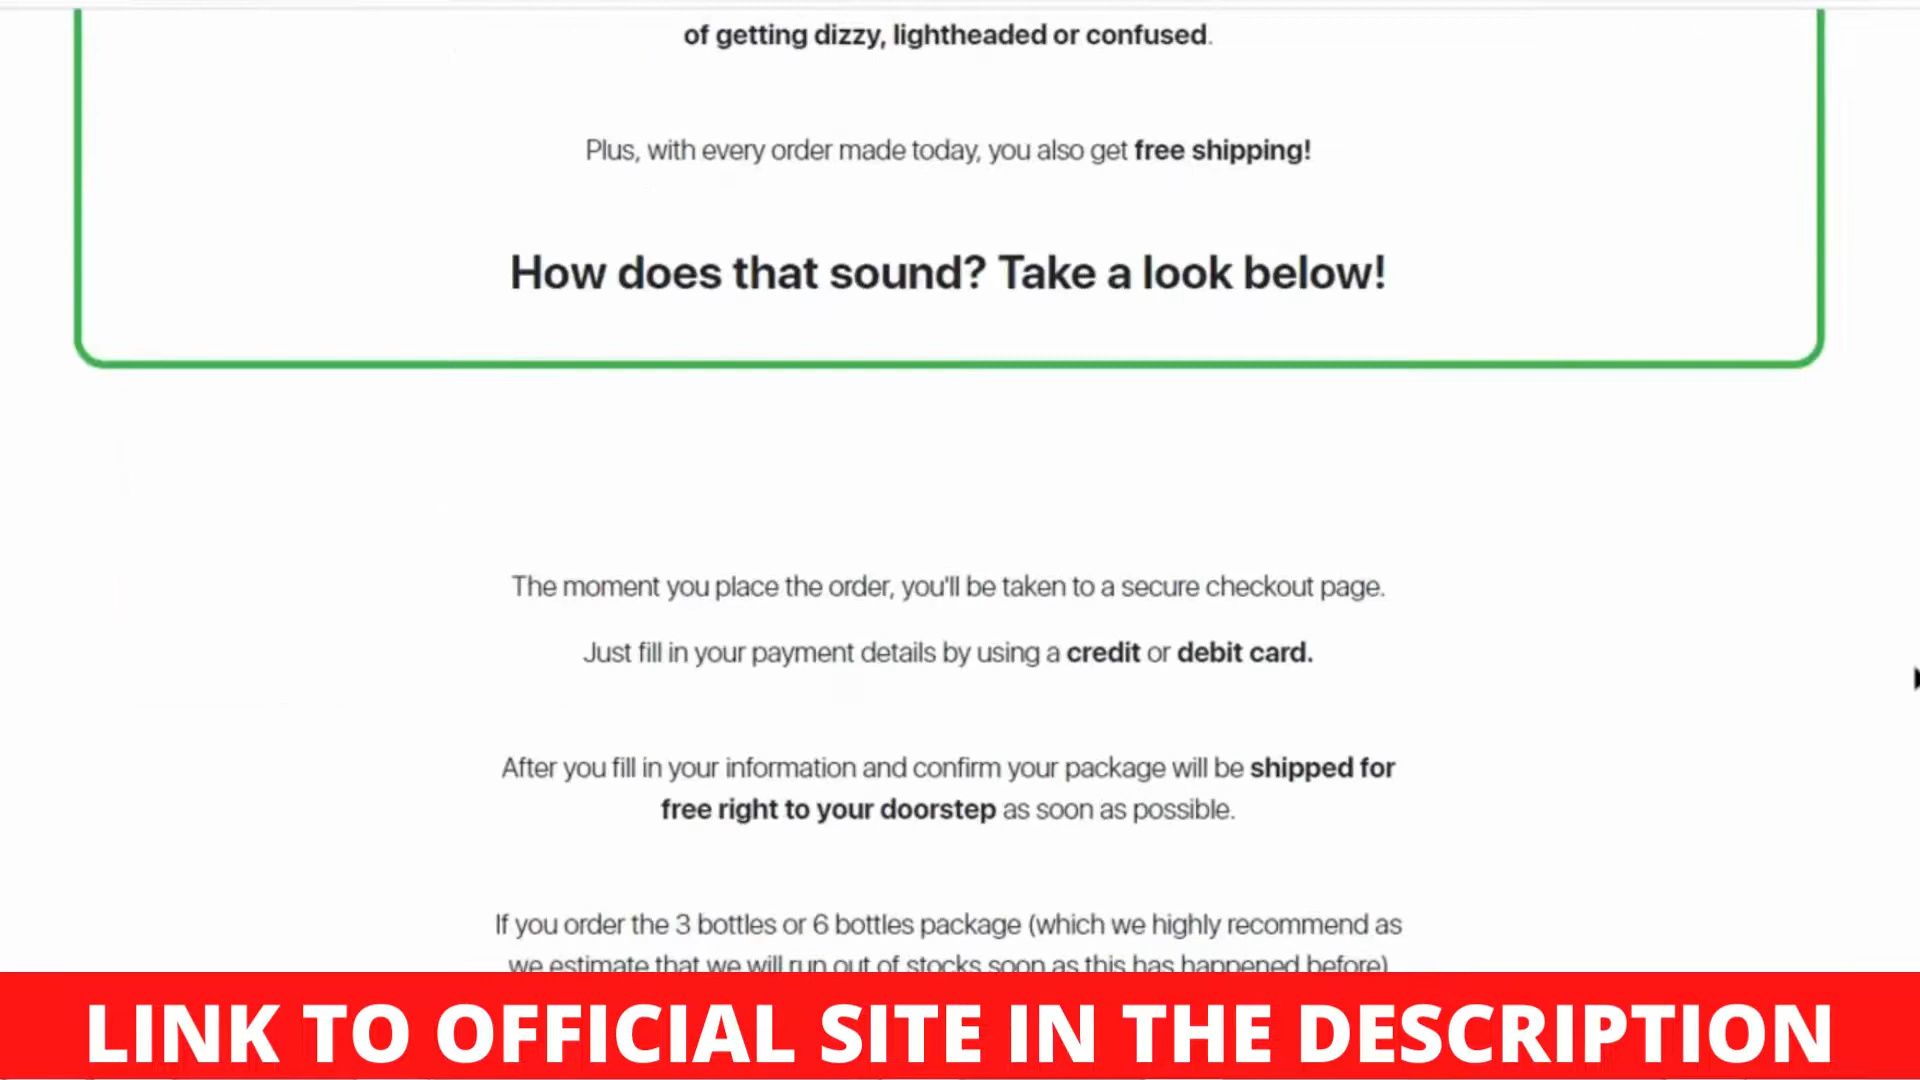 of getting dizzy, lightheaded or confused.
Plus, with every order made today, you also get free shipping!
How does that sound? Take a look below!
The moment you place the order, you'll be taken to a secure checkout page.
Just fill in your payment details by using a credit or debit card.
After you fill in your information and confirm your package will be shipped for
free right to your doorstep as soon as possible.
If you order the 3 bottles or 6 bottles package (which we highly recommend as
we estimate that we will run out of stocks soon as this has happened before)
LINK TO OFFICIAL SITE IN THE DESCRIPTION